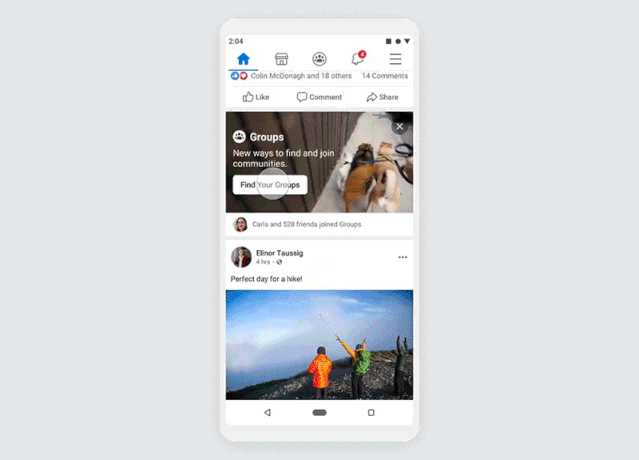 2:04
4
Colin McDonagh and 18 others 14 Comments
Like Comment Share
Groups
New ways to find and join
communities.
Find Your Groups
Carla and 528 friends joined Groups
Elinor Taussig
4 hrs
Perfect day for a hike!